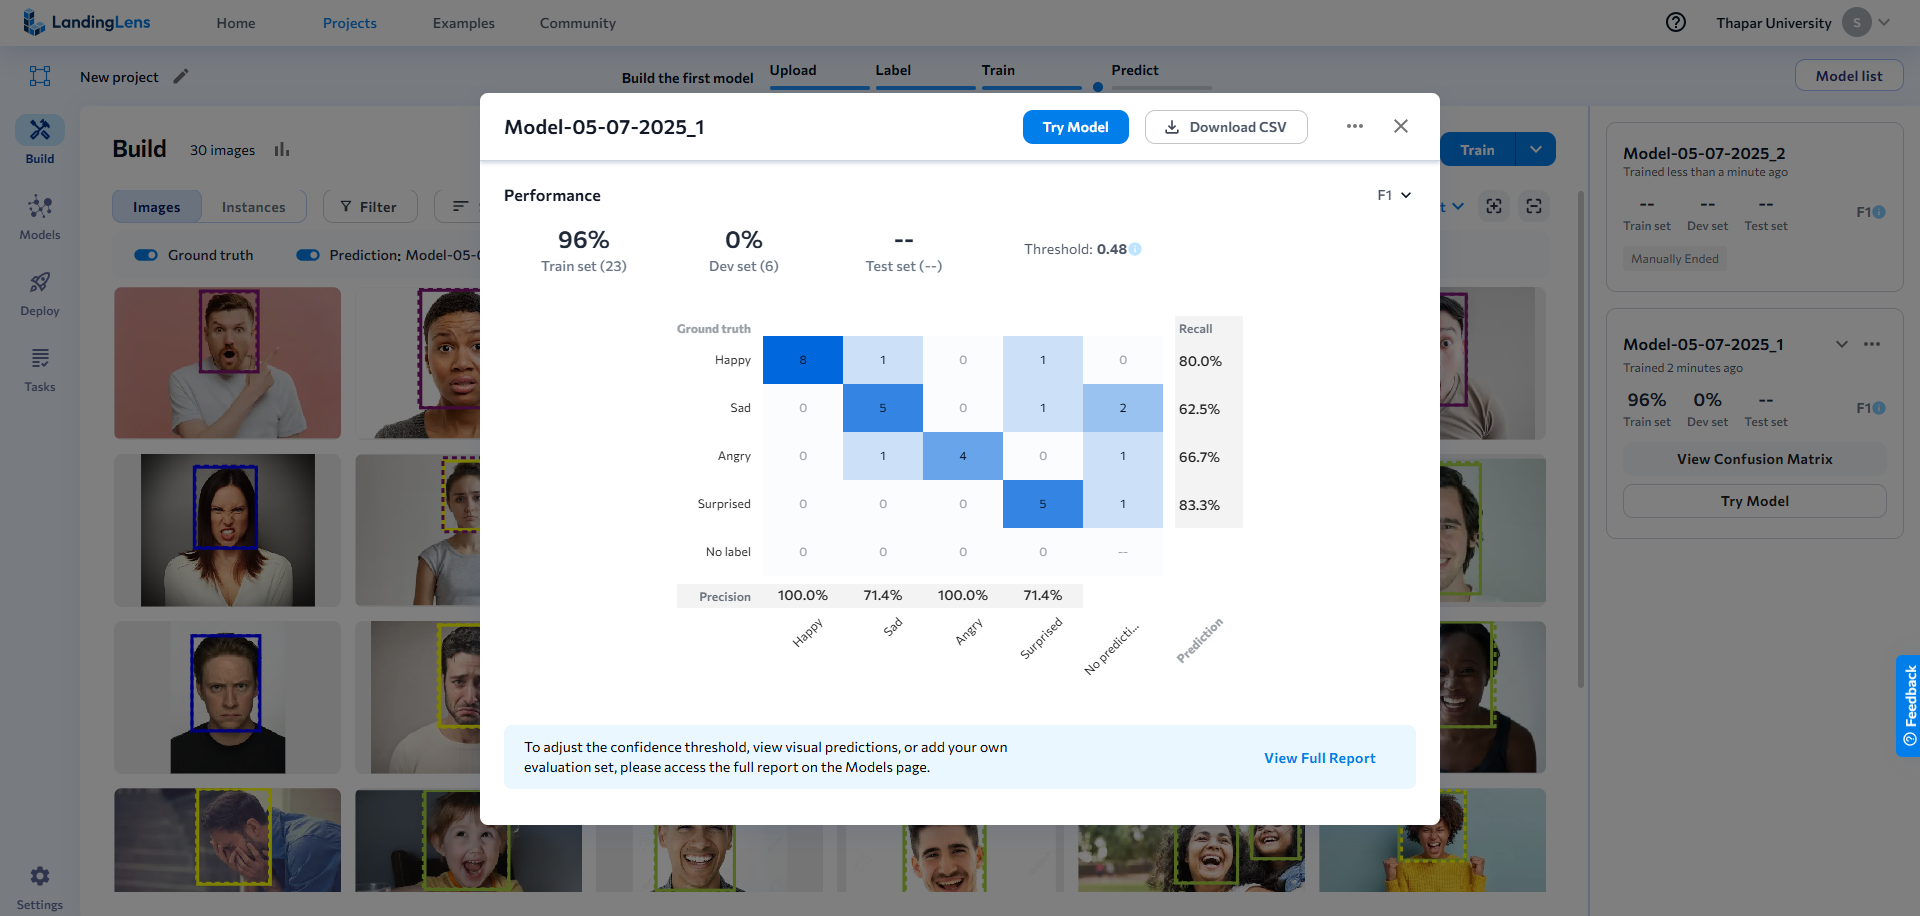 LandingLens
Home
Projects
Examples
Community
Thapar University
S
New project
Build the first model
Upload
Label
Train
Predict
Model list
Build
Models
Deploy
Tasks
Settings
Build
30 images
Images
Instances
Filter
Ground truth
Prediction: Model-05-0
Train
Model-05-07-2025_1
Try Model
Download CSV
Performance
F1
96%
0%
--
Train set (23)
Dev set (6)
Test set (--)
Threshold: 0.48
Ground truth
Recall
Happy 8 1 0 1 0 80.0%
Sad 0 5 0 1 2 62.5%
Angry 0 1 4 0 1 66.7%
Surprised 0 0 0 5 1 83.3%
No label 0 0 0 0 --
Precision 100.0% 71.4% 100.0% 71.4%
Happy
Sad
Angry
Surprised
No predicti...
Prediction
To adjust the confidence threshold, view visual predictions, or add your own
evaluation set, please access the full report on the Models page.
View Full Report
Model-05-07-2025_2
Trained less than a minute ago
-- -- --
Train set Dev set Test set
F1
Manually Ended
Model-05-07-2025_1
Trained 2 minutes ago
96% 0% --
Train set Dev set Test set
F1
View Confusion Matrix
Try Model
Feedback